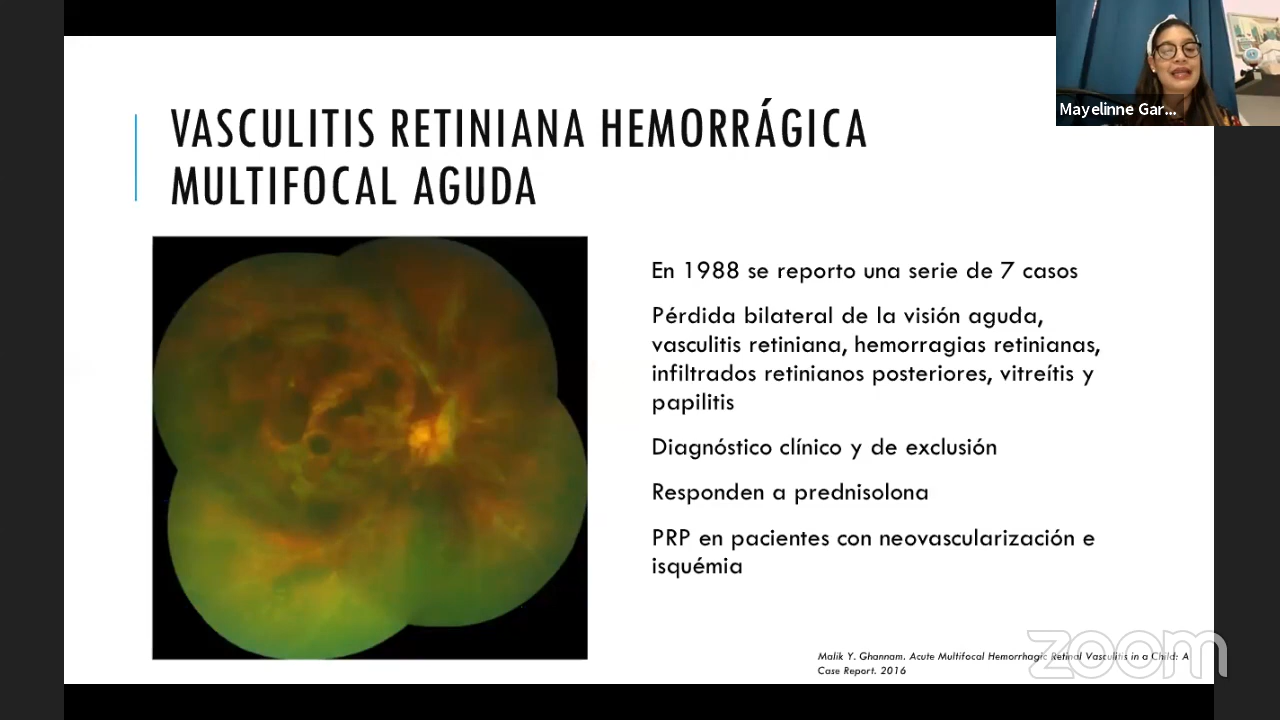 Mayelinne Gar...
VASCULITIS RETINIANA HEMORRÁGICA
MULTIFOCAL AGUDA
En 1988 se reporto una serie de 7 casos
Pérdida bilateral de la visión aguda,
vasculitis retiniana, hemorragias retinianas,
infiltrados retinianos posteriores, vitreítis y
papilitis
Diagnóstico clínico y de exclusión
Responden a prednisolona
PRP en pacientes con neovascularización e
isquémia
Malik Y. Ghannam. Acute Multifocal Hemorrhagic Retinal Vasculitis in a Child: A
Case Report. 2016
zoom